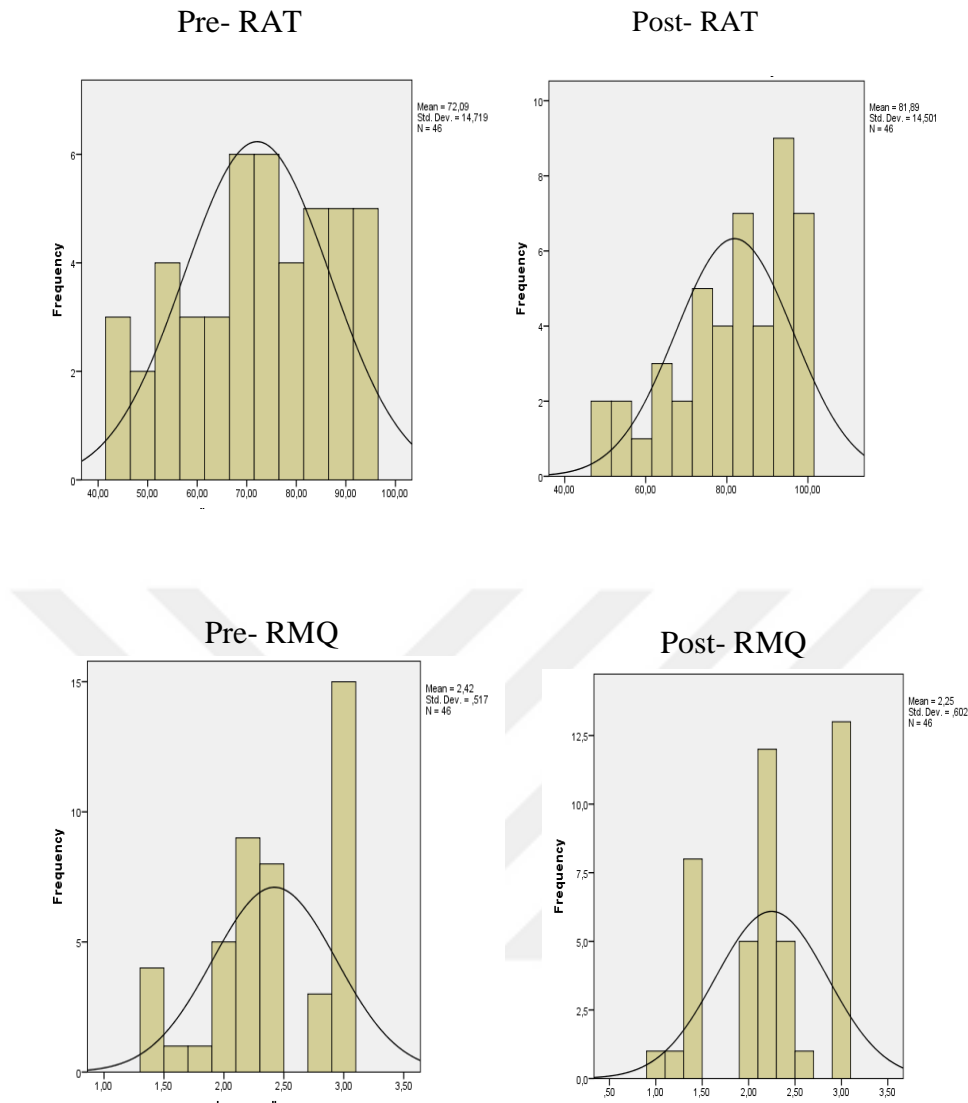 Pre- RAT
Post- RAT
Mean = 72,09
Std. Dev. = 14,719
N = 46
Frequency
6
4
2
0
40,00 50,00 60,00 70,00 80,00 90,00 100,00
Mean = 81,89
Std. Dev. = 14,501
N = 46
Frequency
10
8
6
4
2
0
40,00 60,00 80,00 100,00
Pre- RMQ
Post- RMQ
Mean = 2,42
Std. Dev. = ,517
N = 46
Frequency
15
10
5
0
1,00 1,50 2,00 2,50 3,00 3,50
Mean = 2,25
Std. Dev. = ,602
N = 46
Frequency
12,5
10,0
7,5
5,0
2,5
0,0
,50 1,00 1,50 2,00 2,50 3,00 3,50